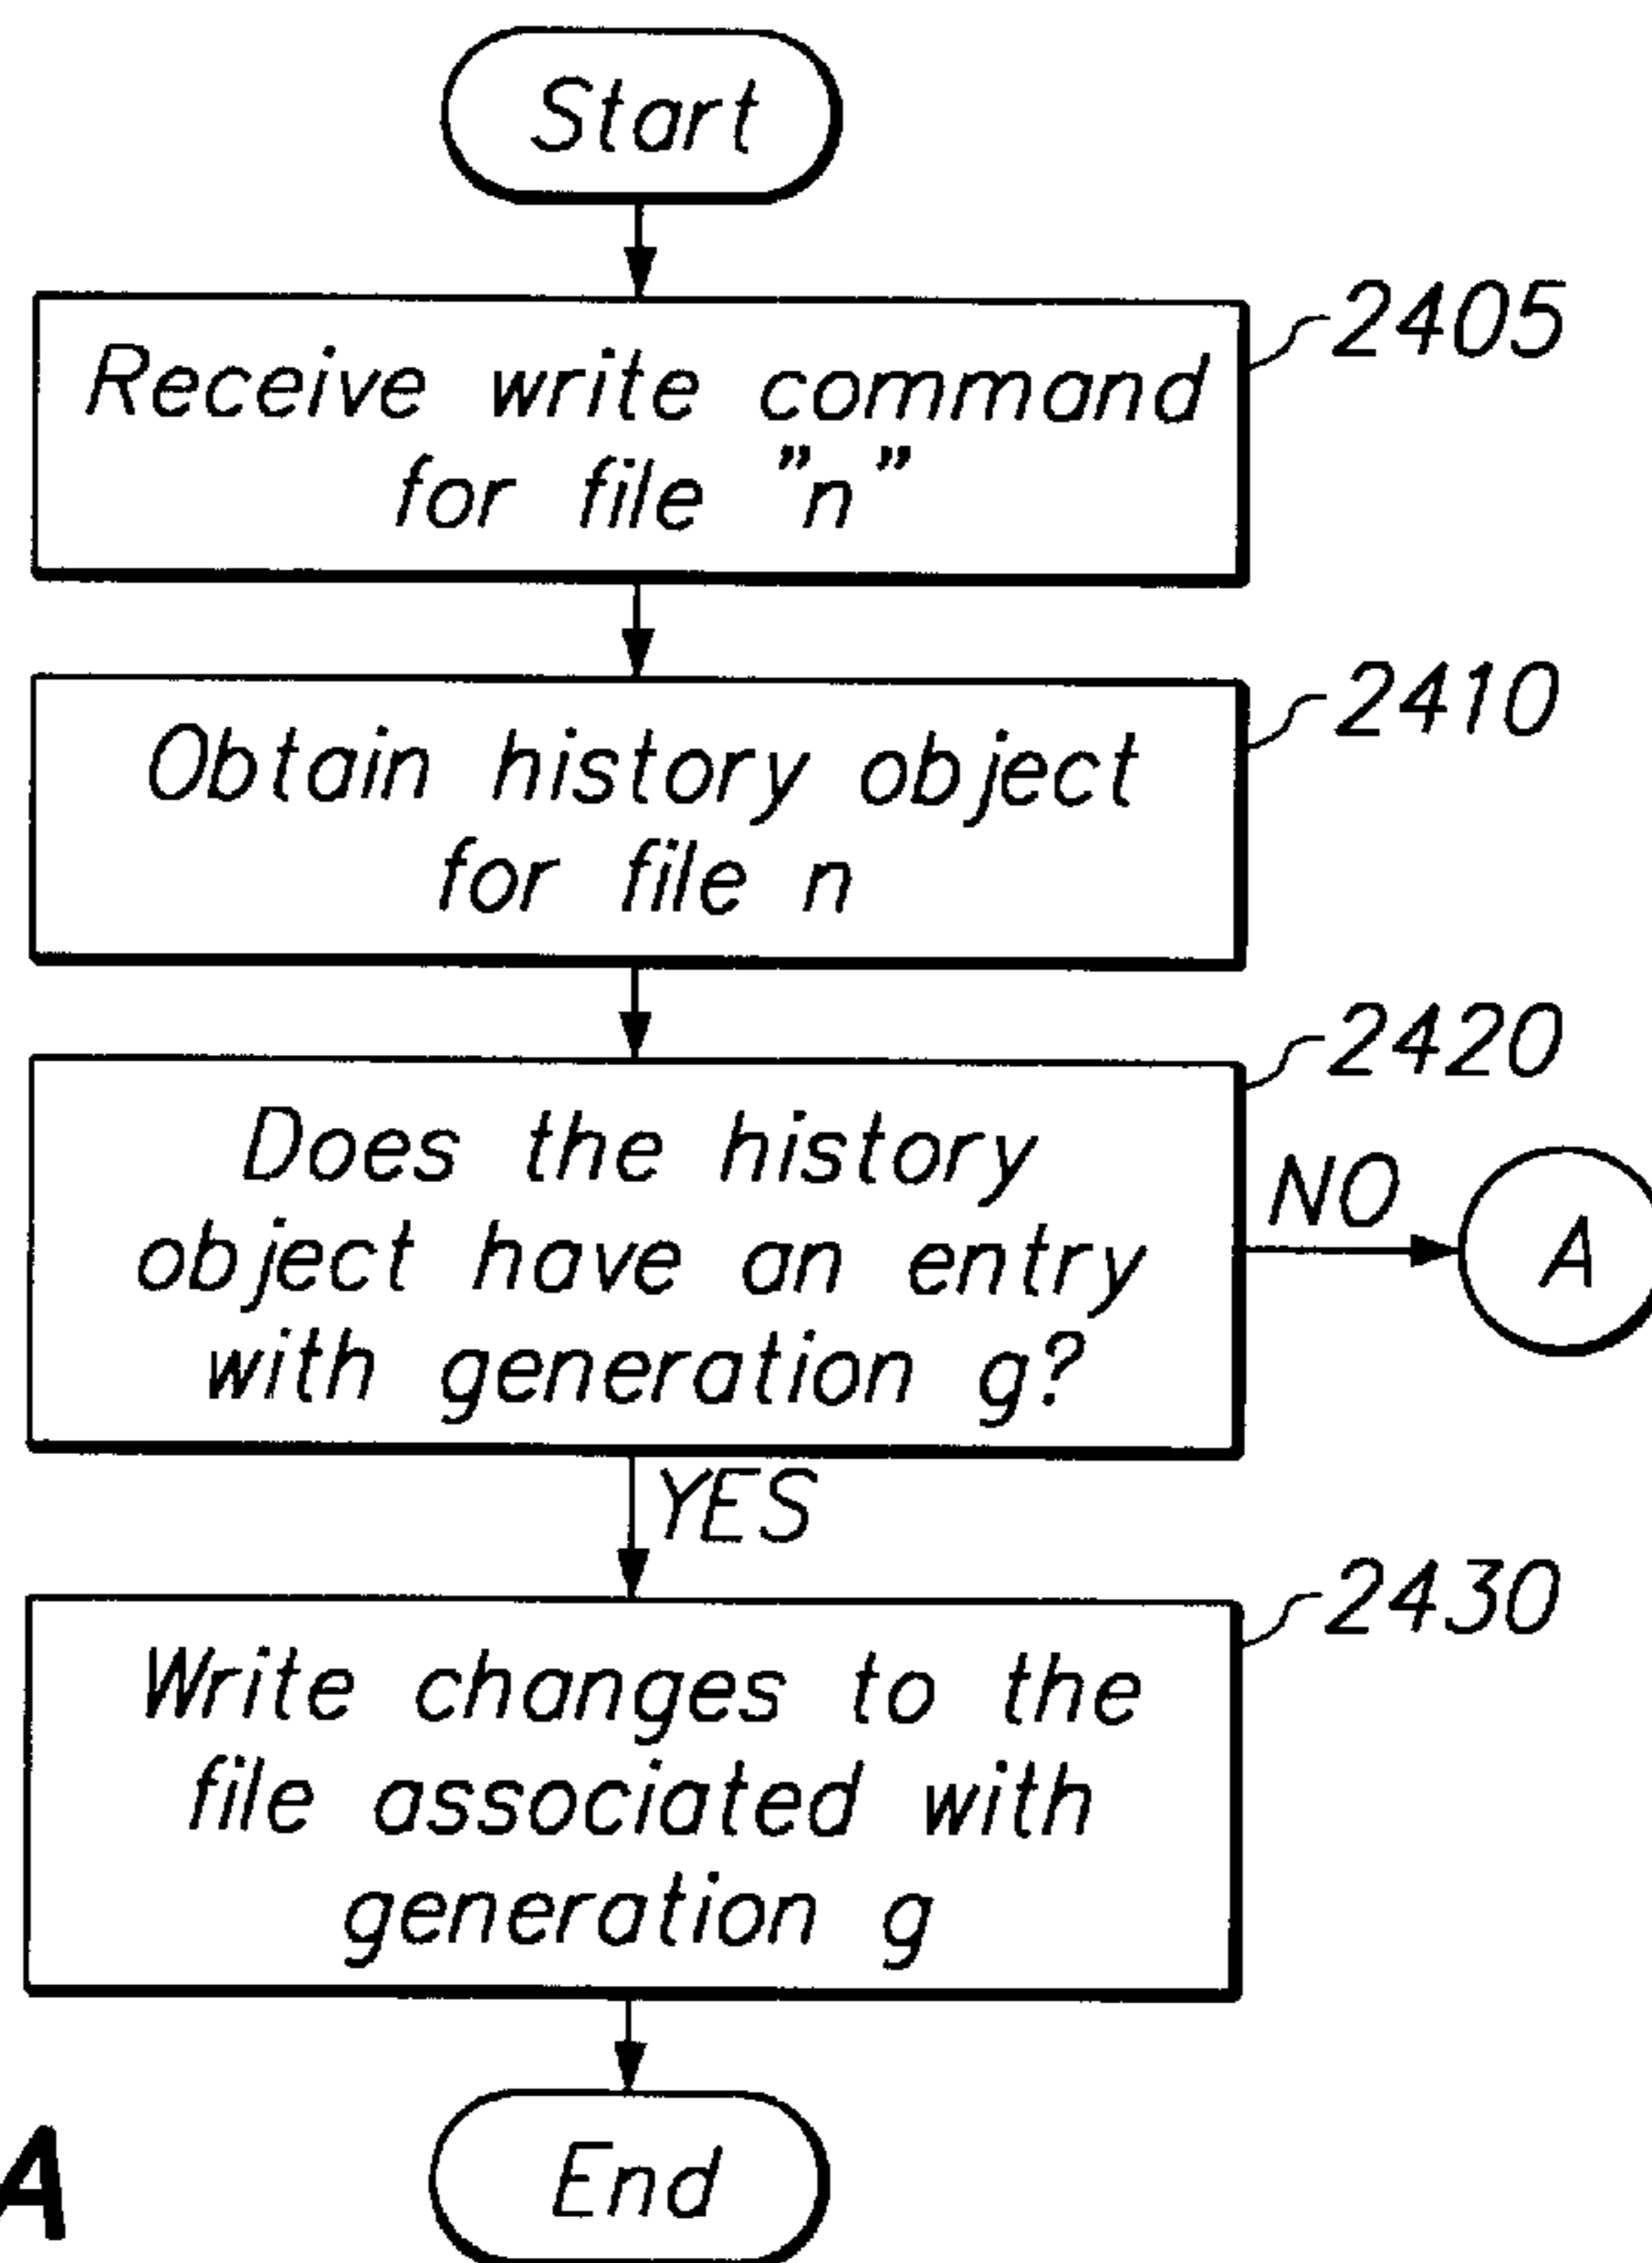 Start
2405
Receive write command
for file "n"
2410
Obtain history object
for file n
2420
Does the history
object have an entry
with generation g?
NO
A
YES
2430
Write changes to the
file associated with
generation g
End
A